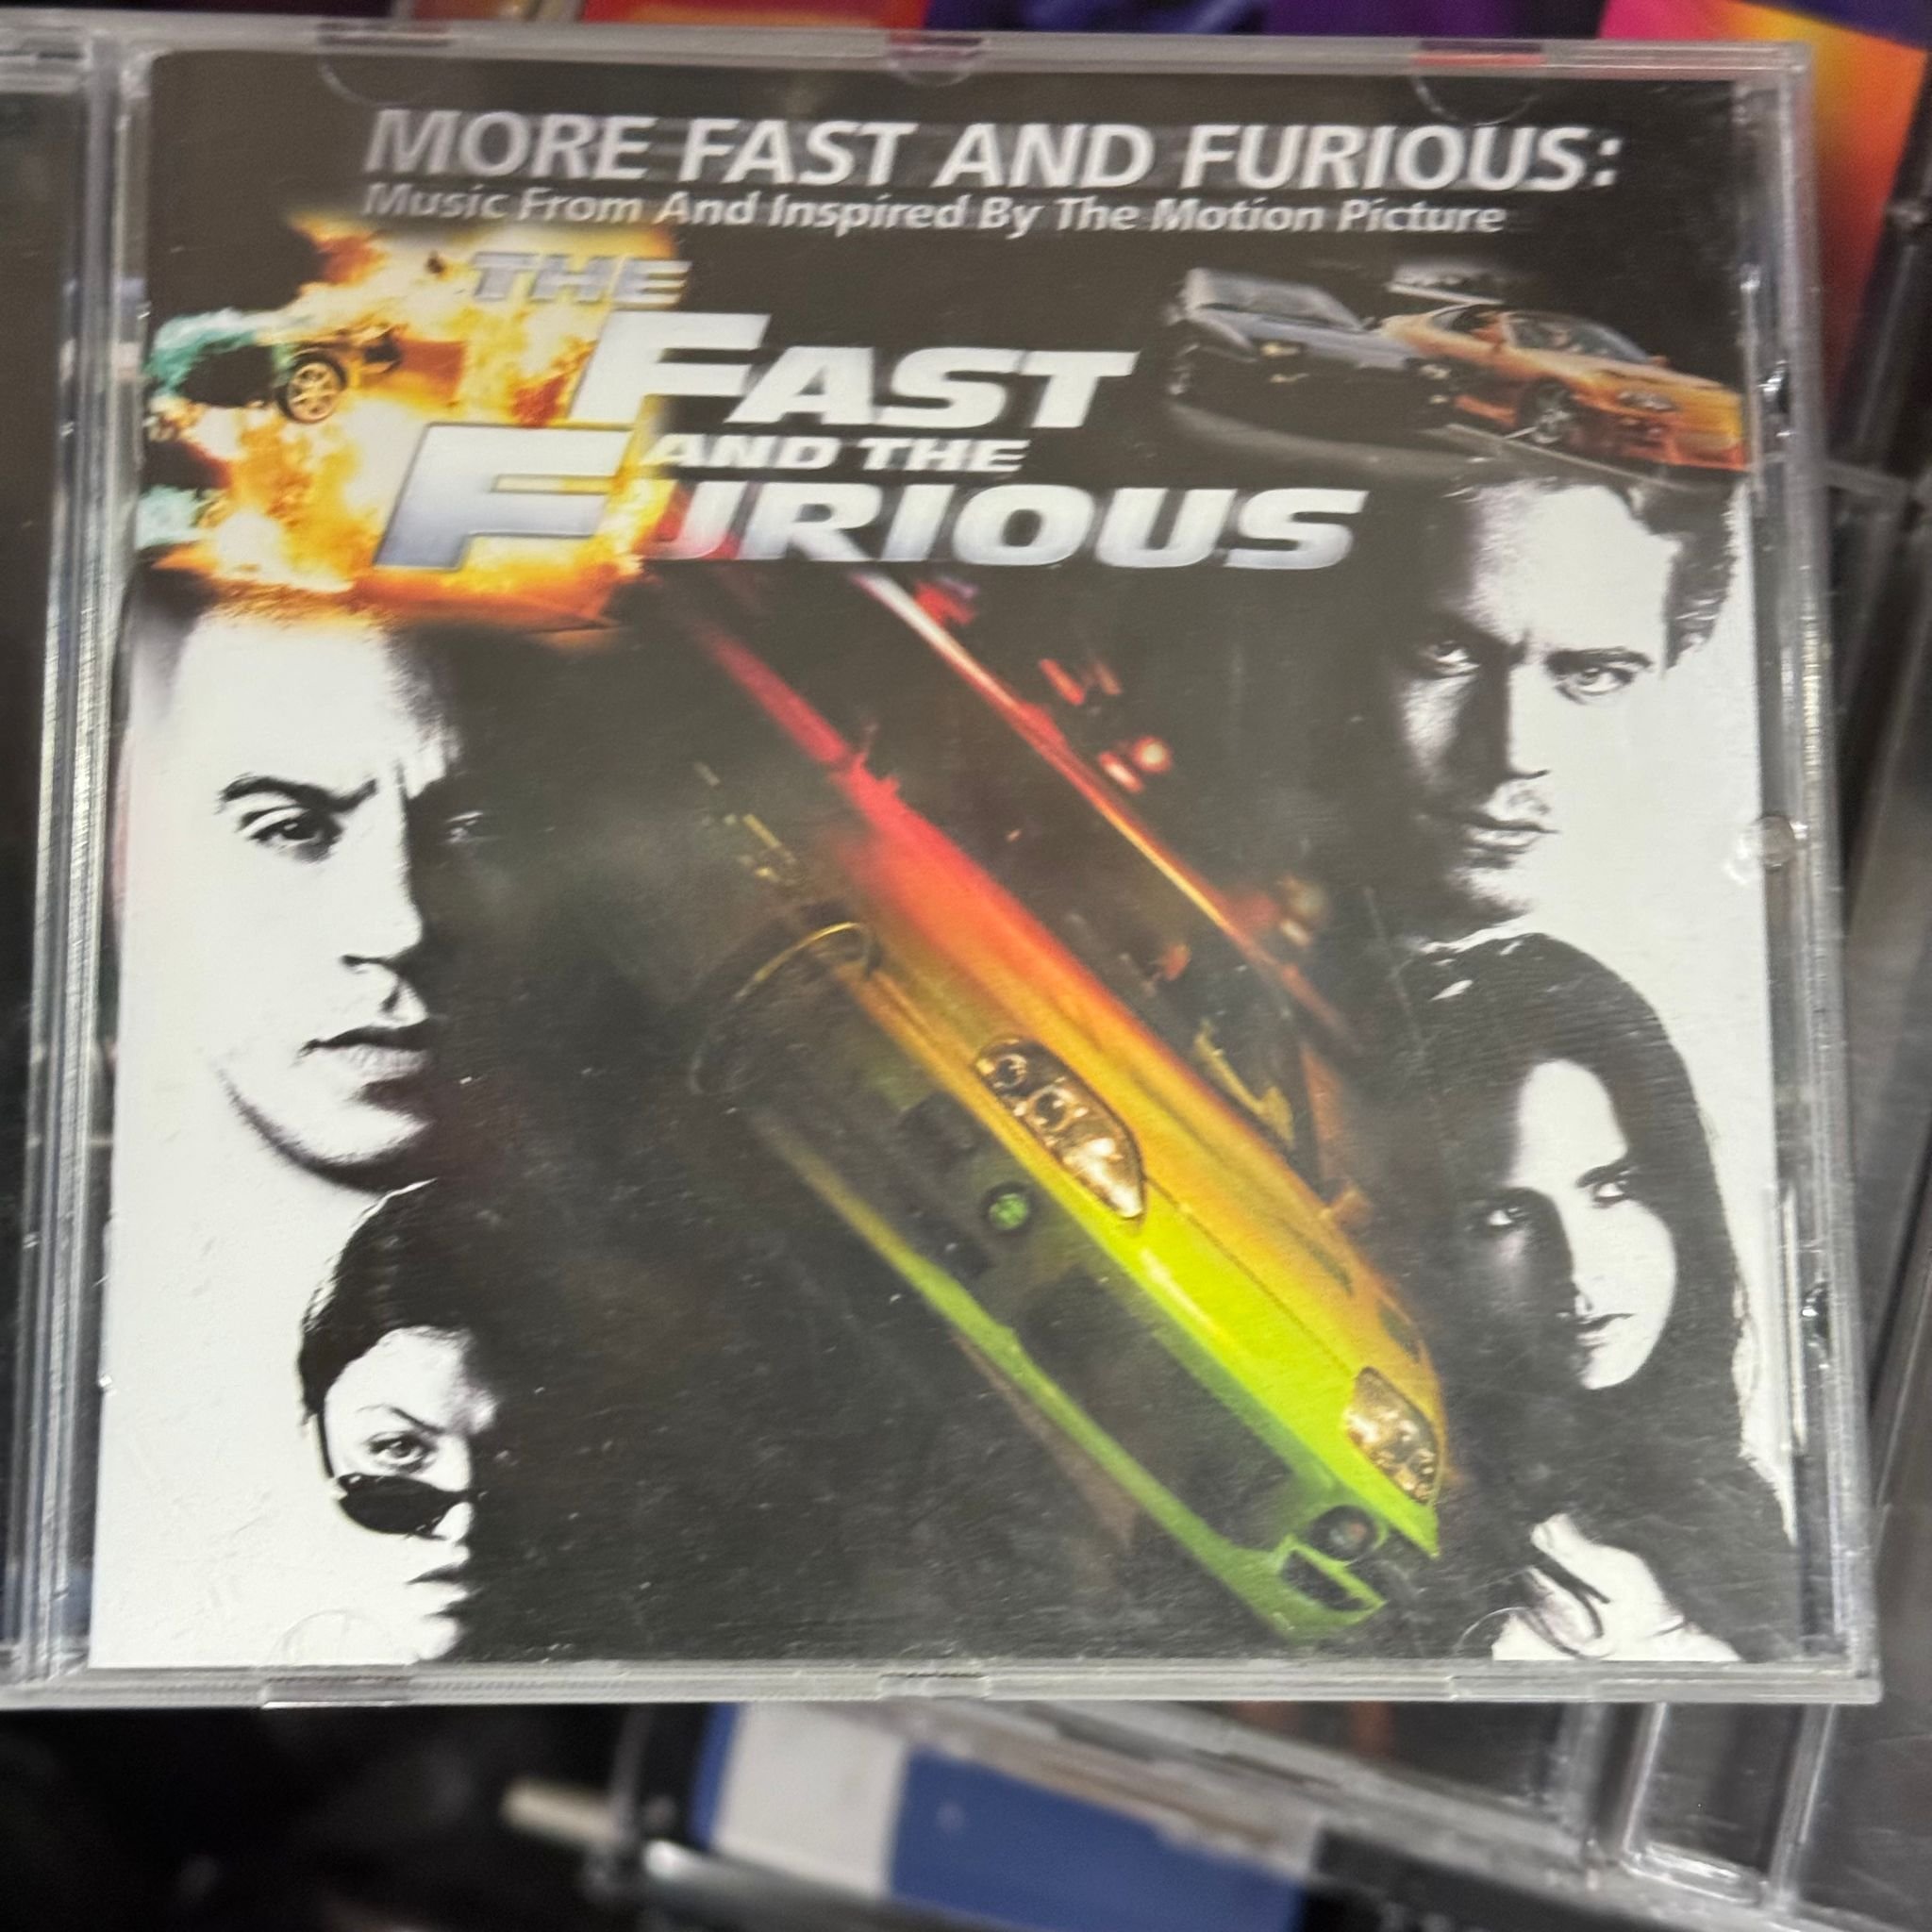 MORE FAST AND FURIOUS:
Music From And Inspired By The Motion Picture
THE
FAST
AND THE
FURIOUS